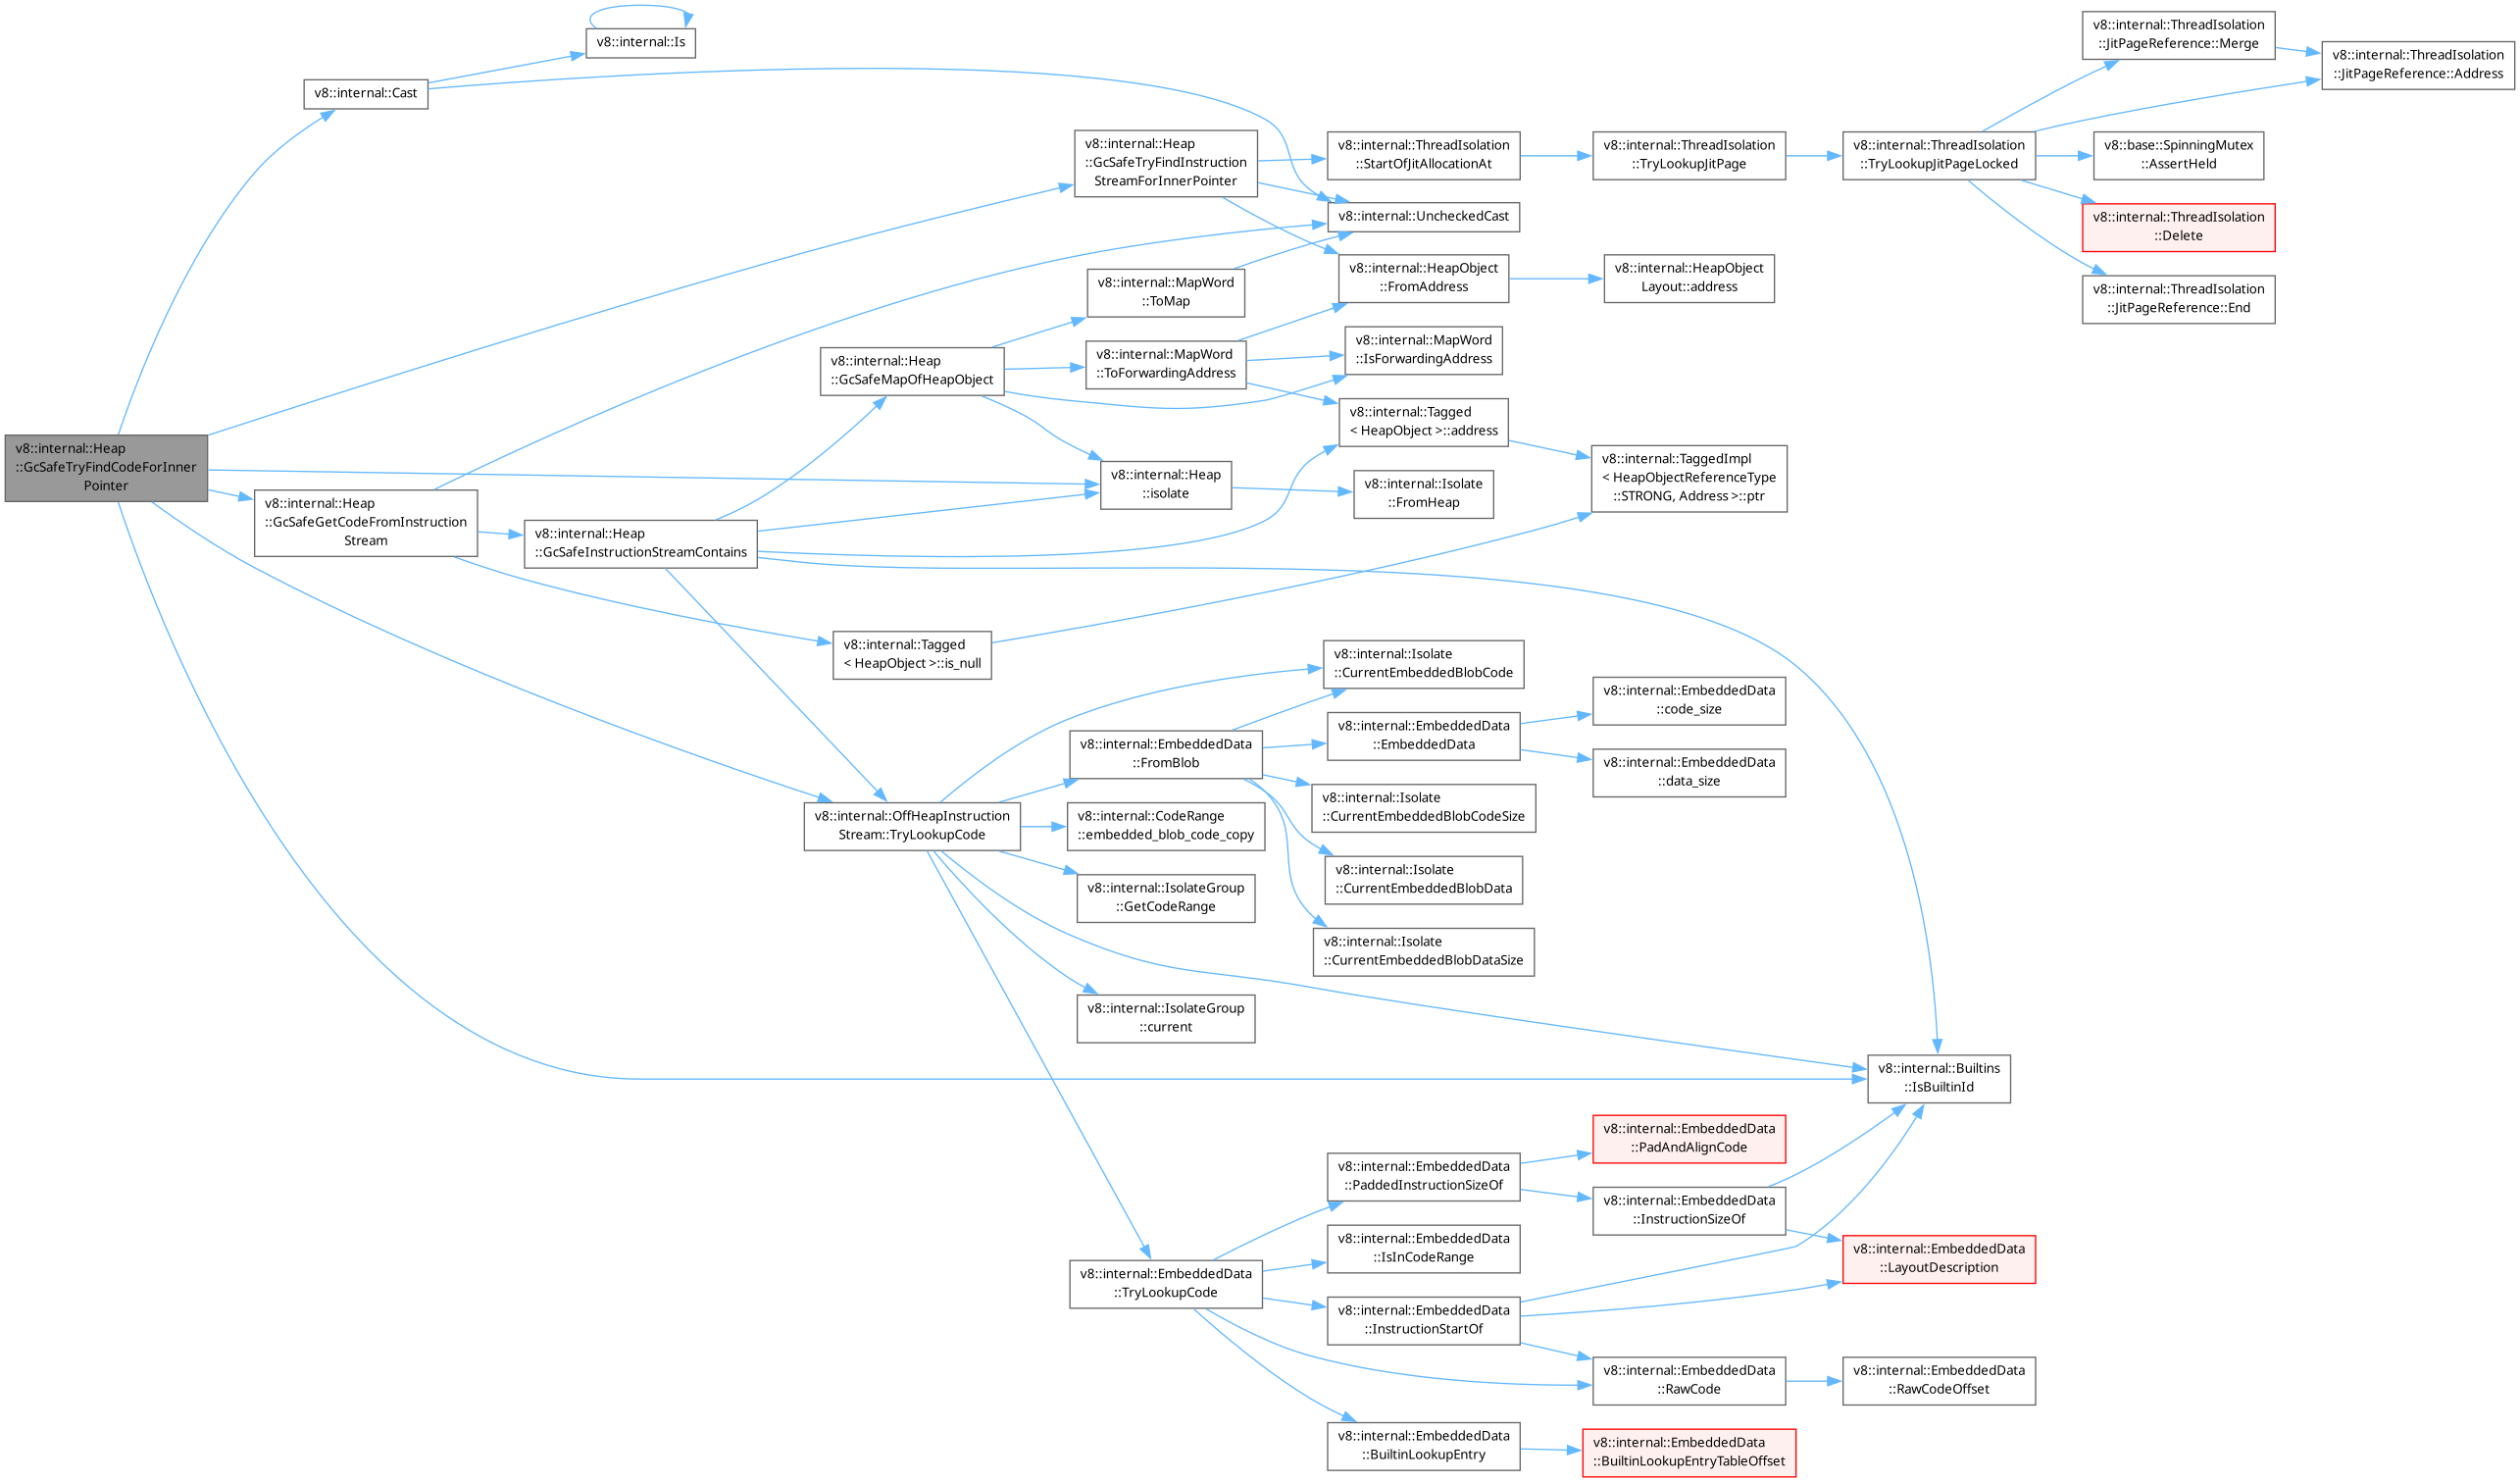 v8::internal::Heap
::GcSafeTryFindCodeForInner
Pointer
v8::internal::Cast
v8::internal::Is
v8::internal::Heap
::GcSafeGetCodeFromInstruction
Stream
v8::internal::Heap
::GcSafeInstructionStreamContains
v8::internal::Heap
::GcSafeMapOfHeapObject
v8::internal::Tagged
< HeapObject >::is_null
v8::internal::OffHeapInstruction
Stream::TryLookupCode
v8::internal::Heap
::GcSafeTryFindInstruction
StreamForInnerPointer
v8::internal::MapWord
::ToMap
v8::internal::MapWord
::ToForwardingAddress
v8::internal::Heap
::isolate
v8::internal::EmbeddedData
::FromBlob
v8::internal::CodeRange
::embedded_blob_code_copy
v8::internal::IsolateGroup
::GetCodeRange
v8::internal::IsolateGroup
::current
v8::internal::EmbeddedData
::TryLookupCode
v8::internal::ThreadIsolation
::StartOfJitAllocationAt
v8::internal::UncheckedCast
v8::internal::HeapObject
::FromAddress
v8::internal::MapWord
::IsForwardingAddress
v8::internal::Tagged
< HeapObject >::address
v8::internal::Isolate
::FromHeap
v8::internal::Isolate
::CurrentEmbeddedBlobCode
v8::internal::EmbeddedData
::EmbeddedData
v8::internal::Isolate
::CurrentEmbeddedBlobCodeSize
v8::internal::Isolate
::CurrentEmbeddedBlobData
v8::internal::Isolate
::CurrentEmbeddedBlobDataSize
v8::internal::EmbeddedData
::PaddedInstructionSizeOf
v8::internal::EmbeddedData
::IsInCodeRange
v8::internal::EmbeddedData
::InstructionStartOf
v8::internal::EmbeddedData
::BuiltinLookupEntry
v8::internal::ThreadIsolation
::TryLookupJitPage
v8::internal::HeapObject
Layout::address
v8::internal::TaggedImpl
< HeapObjectReferenceType
::STRONG, Address >::ptr
v8::internal::EmbeddedData
::code_size
v8::internal::EmbeddedData
::data_size
v8::internal::EmbeddedData
::PadAndAlignCode
v8::internal::EmbeddedData
::InstructionSizeOf
v8::internal::EmbeddedData
::RawCode
v8::internal::EmbeddedData
::BuiltinLookupEntryTableOffset
v8::internal::ThreadIsolation
::TryLookupJitPageLocked
v8::internal::Builtins
::IsBuiltinId
v8::internal::EmbeddedData
::LayoutDescription
v8::internal::EmbeddedData
::RawCodeOffset
v8::internal::ThreadIsolation
::JitPageReference::Merge
v8::base::SpinningMutex
::AssertHeld
v8::internal::ThreadIsolation
::Delete
v8::internal::ThreadIsolation
::JitPageReference::End
v8::internal::ThreadIsolation
::JitPageReference::Address